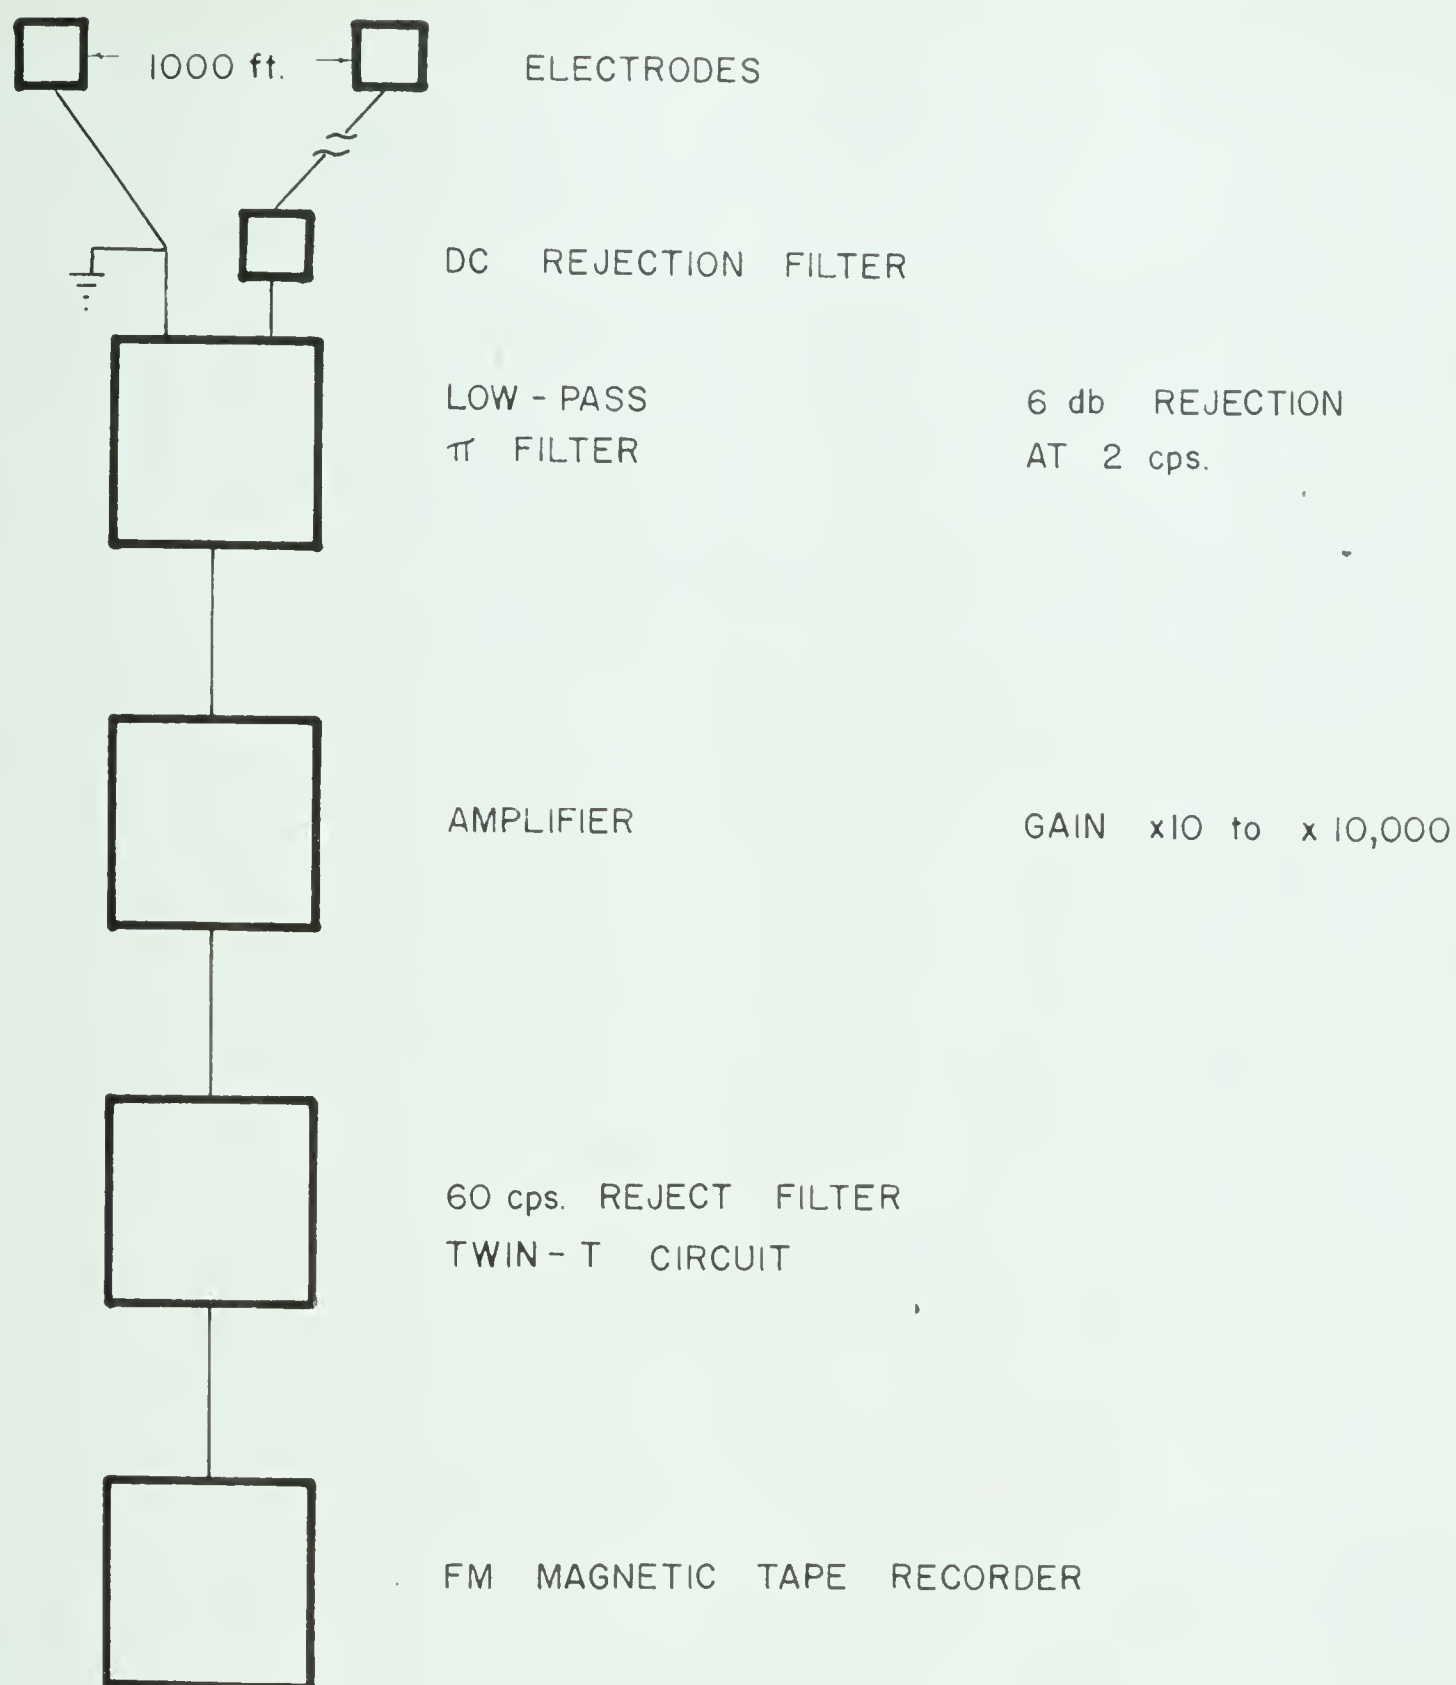 1000 ft.
ELECTRODES
DC REJECTION FILTER
LOW - PASS
π FILTER
6 db REJECTION
AT 2 cps.
AMPLIFIER
GAIN x10 to x 10,000
60 cps. REJECT FILTER
TWIN - T CIRCUIT
FM MAGNETIC TAPE RECORDER